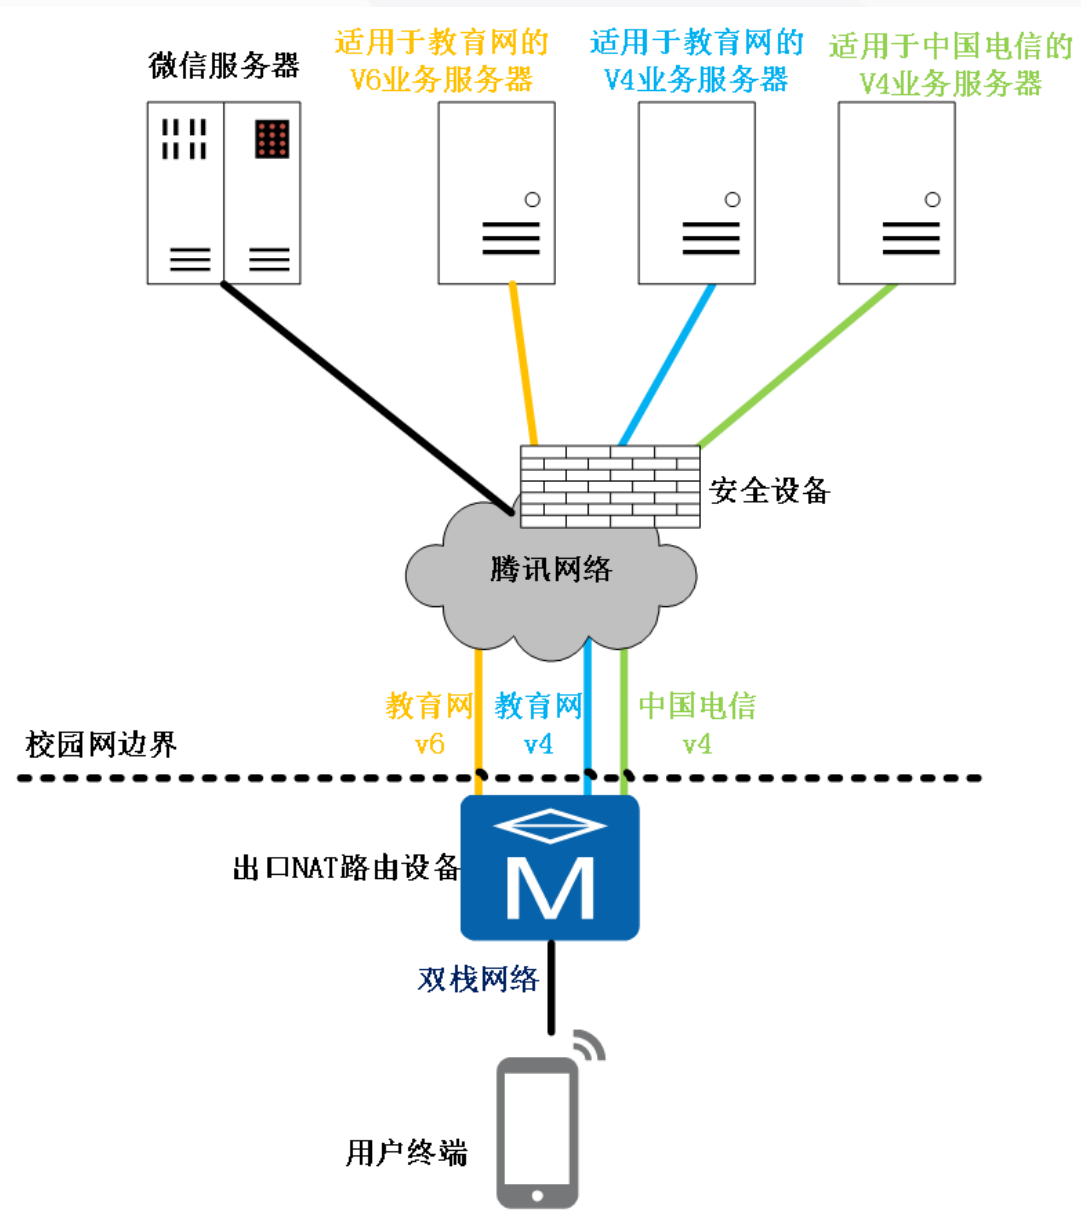 微信服务器
适用于教育网的
V6业务服务器
适用于教育网的
V4业务服务器
适用于中国电信的
V4业务服务器
安全设备
腾讯网络
教育网
v6
教育网
v4
中国电信
v4
校园网边界
出口NAT路由设备
M
双栈网络
用户终端